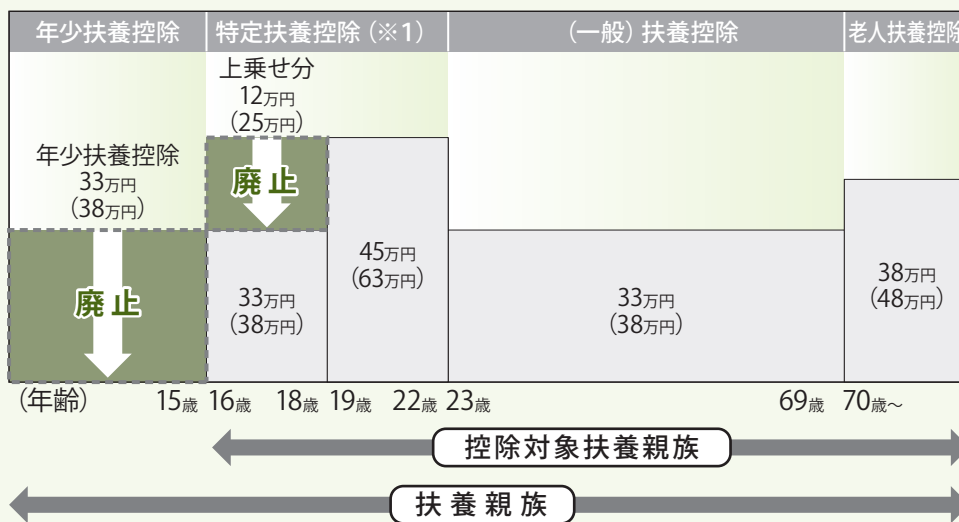 年少扶養控除 特定扶養控除(※1) (一般)扶養控除 老人扶養控除
上乗せ分
12万円
(25万円)
年少扶養控除
33万円
(38万円)
廃止
廃止
33万円
(38万円)
45万円
(63万円)
33万円
(38万円)
38万円
(48万円)
(年齢) 15歳 16歳 18歳 19歳 22歳 23歳 69歳 70歳〜
控除対象扶養親族
扶養親族